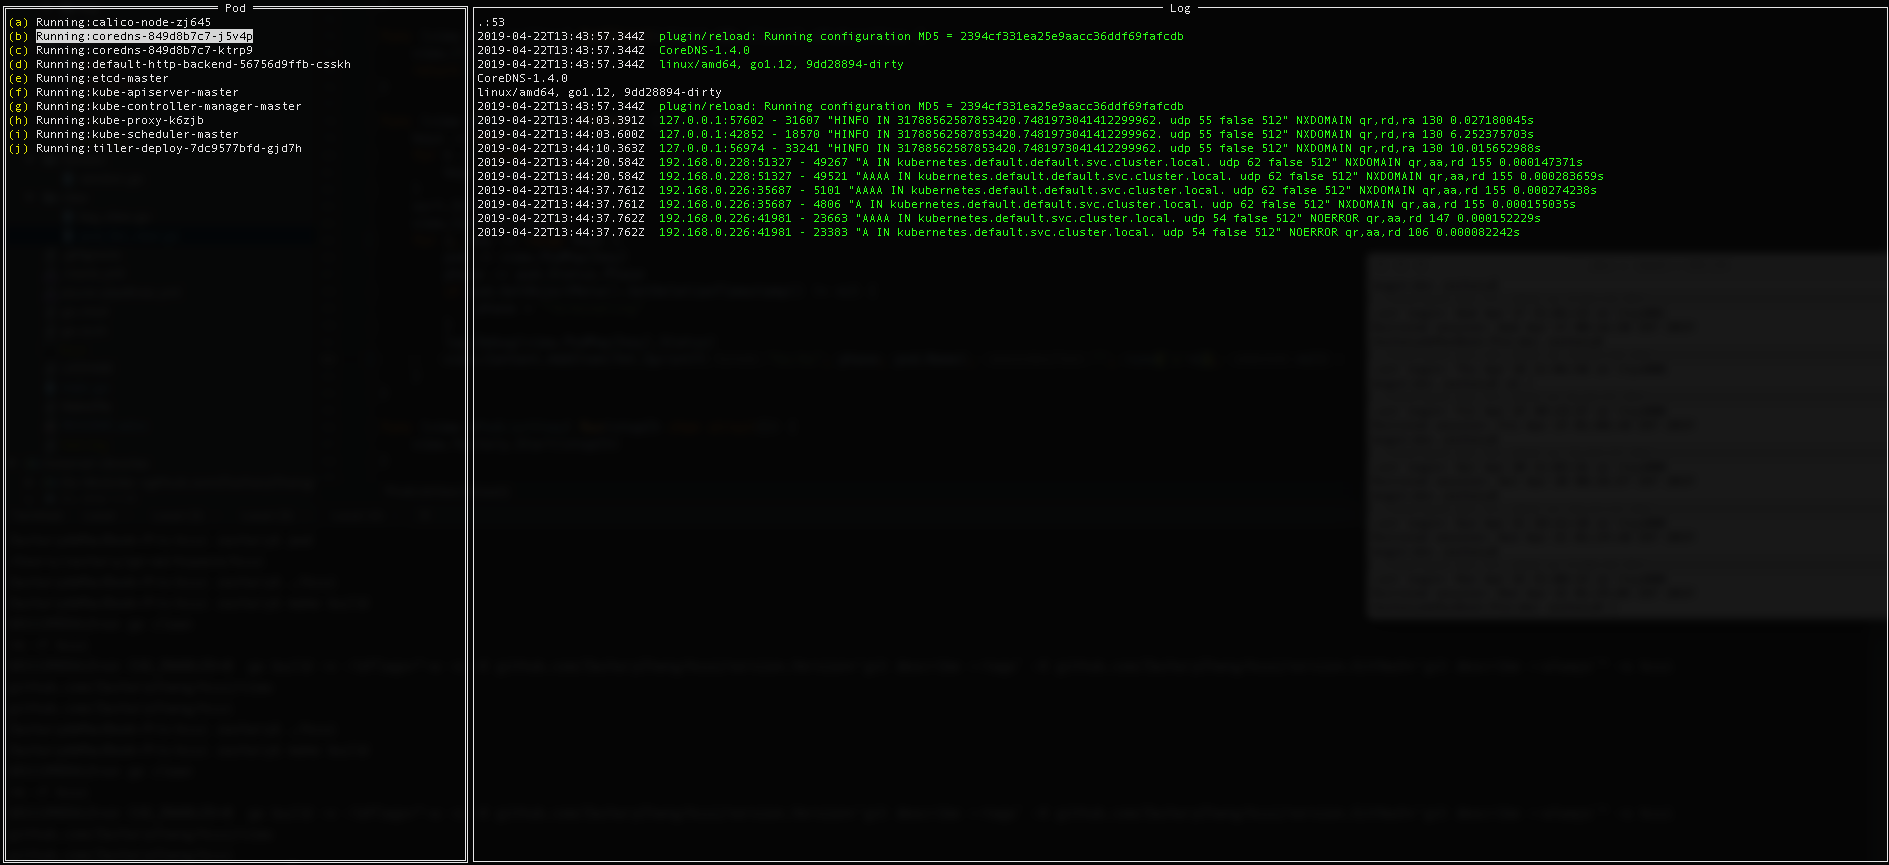 Pod
(a) Running:calico-node-zj645
(b) Running:coredns-849d8b7c7-j5v4p
(c) Running:coredns-849d8b7c7-ktrp9
(d) Running:default-http-backend-56756d9ffb-csskh
(e) Running:etcd-master
(f) Running:kube-apiserver-master
(g) Running:kube-controller-manager-master
(h) Running:kube-proxy-k6zjb
(i) Running:kube-scheduler-master
(j) Running:tiller-deploy-7dc9577bfd-gjd7h
Log
.:53
2019-04-22T13:43:57.344Z plugin/reload: Running configuration MD5 = 2394cf331ea25e9aacc36ddf69fafcdb
2019-04-22T13:43:57.344Z CoreDNS-1.4.0
2019-04-22T13:43:57.344Z linux/amd64, go1.12, 9dd28894-dirty
CoreDNS-1.4.0
linux/amd64, go1.12, 9dd28894-dirty
2019-04-22T13:43:57.344Z plugin/reload: Running configuration MD5 = 2394cf331ea25e9aacc36ddf69fafcdb
2019-04-22T13:44:03.391Z 127.0.0.1:57602 - 31607 "HINFO IN 31788562587853420.7481973041412299962. udp 55 false 512" NXDOMAIN qr,rd,ra 130 0.027180045s
2019-04-22T13:44:03.600Z 127.0.0.1:42852 - 18570 "HINFO IN 31788562587853420.7481973041412299962. udp 55 false 512" NXDOMAIN qr,rd,ra 130 6.252375703s
2019-04-22T13:44:10.363Z 127.0.0.1:56974 - 33241 "HINFO IN 31788562587853420.7481973041412299962. udp 55 false 512" NXDOMAIN qr,rd,ra 130 10.015652988s
2019-04-22T13:44:20.584Z 192.168.0.228:51327 - 49267 "A IN kubernetes.default.default.svc.cluster.local. udp 62 false 512" NXDOMAIN qr,aa,rd 155 0.000147371s
2019-04-22T13:44:20.584Z 192.168.0.228:51327 - 49521 "AAAA IN kubernetes.default.default.svc.cluster.local. udp 62 false 512" NXDOMAIN qr,aa,rd 155 0.000283659s
2019-04-22T13:44:37.761Z 192.168.0.226:35687 - 5101 "AAAA IN kubernetes.default.default.svc.cluster.local. udp 62 false 512" NXDOMAIN qr,aa,rd 155 0.000274238s
2019-04-22T13:44:37.761Z 192.168.0.226:35687 - 4806 "A IN kubernetes.default.default.svc.cluster.local. udp 62 false 512" NXDOMAIN qr,aa,rd 155 0.000155035s
2019-04-22T13:44:37.762Z 192.168.0.226:41981 - 23663 "AAAA IN kubernetes.default.svc.cluster.local. udp 54 false 512" NOERROR qr,aa,rd 147 0.000152229s
2019-04-22T13:44:37.762Z 192.168.0.226:41981 - 23383 "A IN kubernetes.default.svc.cluster.local. udp 54 false 512" NOERROR qr,aa,rd 106 0.000082242s